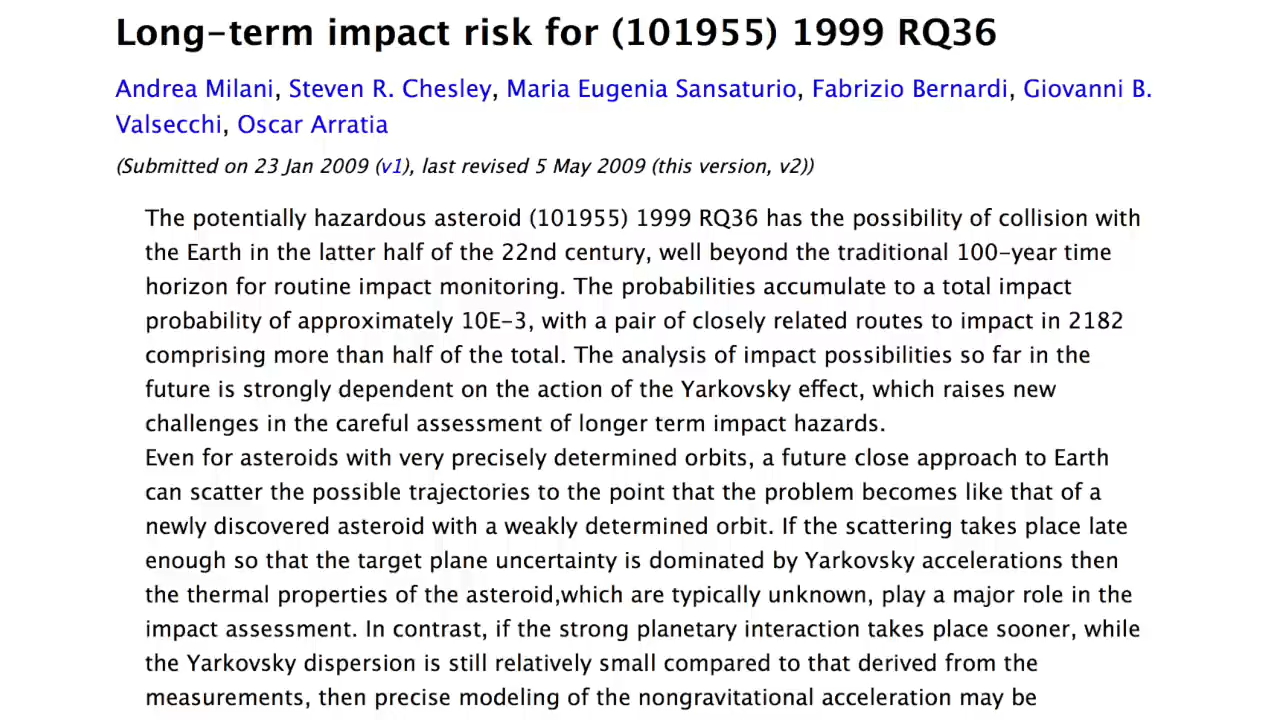 Long-term impact risk for (101955) 1999 RQ36
Andrea Milani, Steven R. Chesley, Maria Eugenia Sansaturio, Fabrizio Bernardi, Giovanni B.
Valsecchi, Oscar Arratia
(Submitted on 23 Jan 2009 (v1), last revised 5 May 2009 (this version, v2))
The potentially hazardous asteroid (101955) 1999 RQ36 has the possibility of collision with
the Earth in the latter half of the 22nd century, well beyond the traditional 100-year time
horizon for routine impact monitoring. The probabilities accumulate to a total impact
probability of approximately 10E-3, with a pair of closely related routes to impact in 2182
comprising more than half of the total. The analysis of impact possibilities so far in the
future is strongly dependent on the action of the Yarkovsky effect, which raises new
challenges in the careful assessment of longer term impact hazards.
Even for asteroids with very precisely determined orbits, a future close approach to Earth
can scatter the possible trajectories to the point that the problem becomes like that of a
newly discovered asteroid with a weakly determined orbit. If the scattering takes place late
enough so that the target plane uncertainty is dominated by Yarkovsky accelerations then
the thermal properties of the asteroid,which are typically unknown, play a major role in the
impact assessment. In contrast, if the strong planetary interaction takes place sooner, while
the Yarkovsky dispersion is still relatively small compared to that derived from the
measurements, then precise modeling of the nongravitational acceleration may be